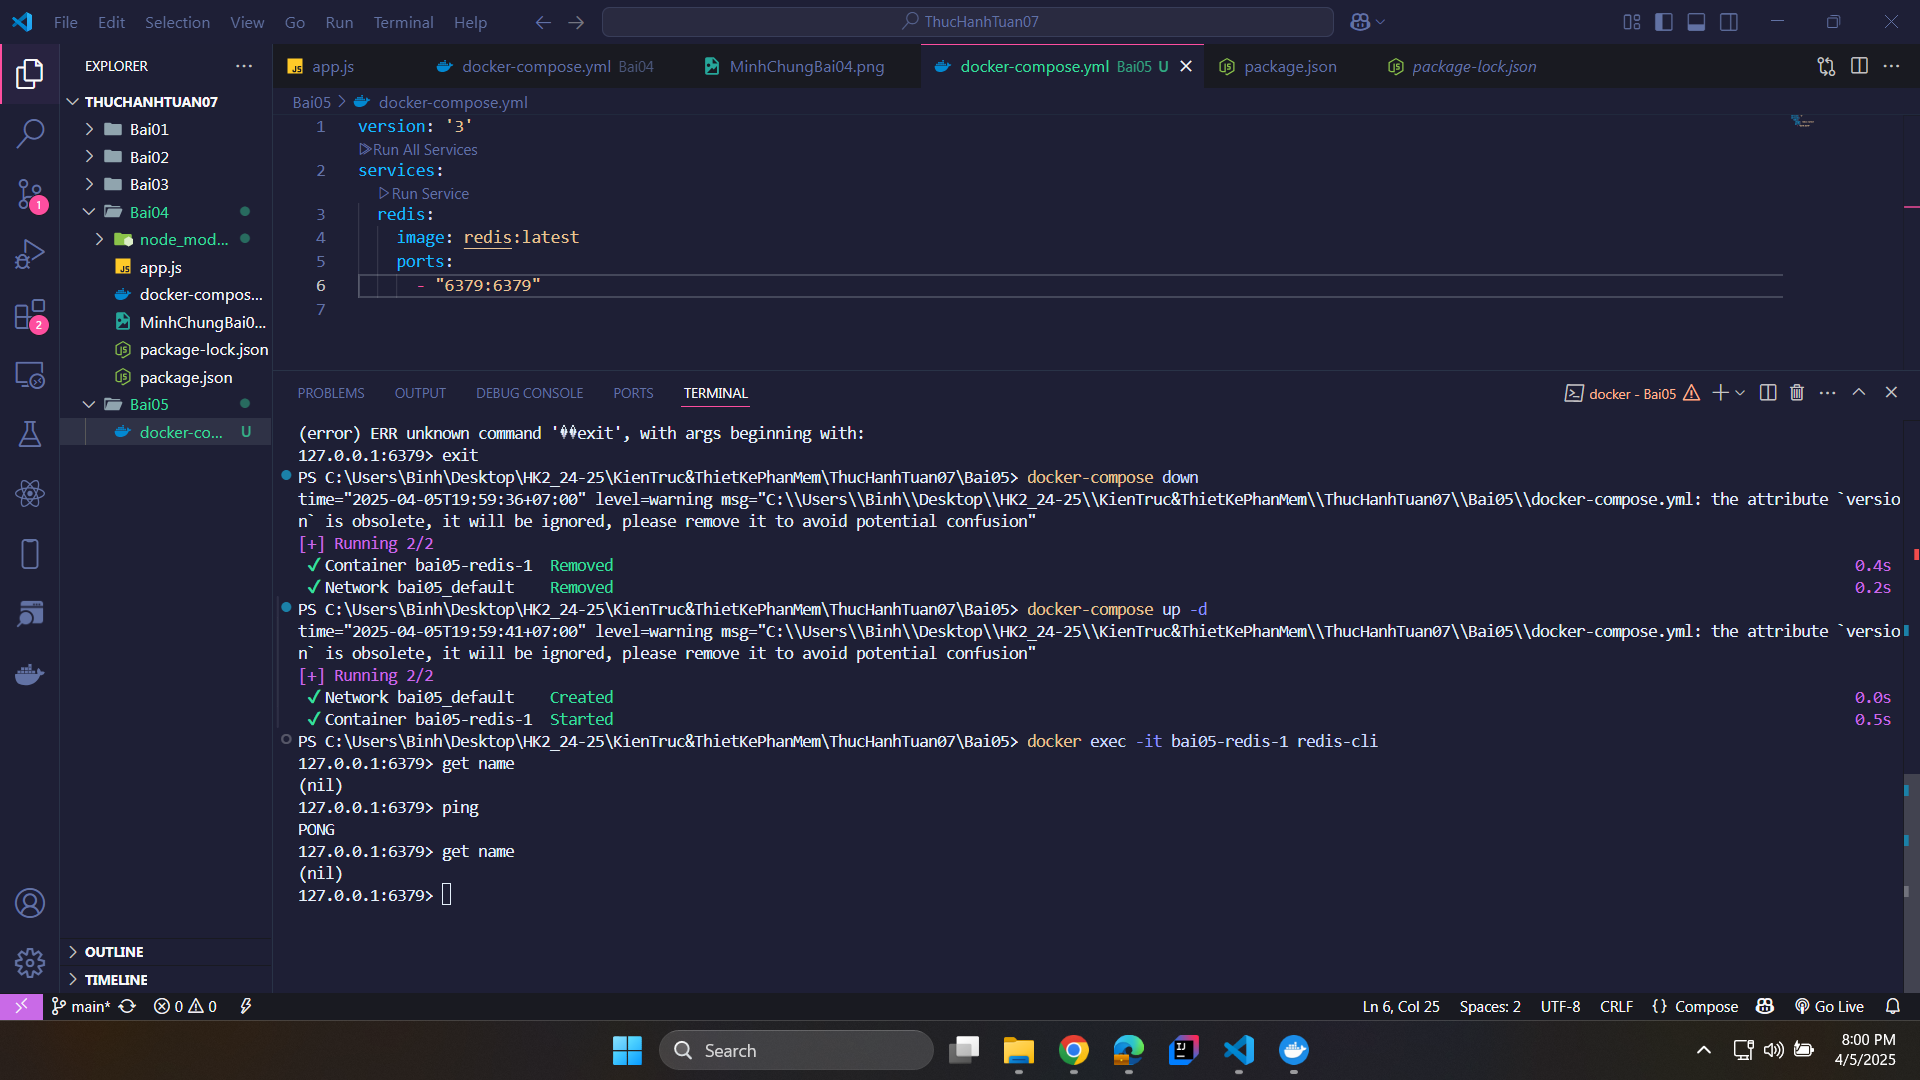 File Edit Selection View Go Run Terminal Help
ThucHanhTuan07
EXPLORER
THUCHANHTUAN07
Bai01
Bai02
Bai03
Bai04
node_mod...
app.js
docker-compos...
MinhChungBai0...
package-lock.json
package.json
Bai05
docker-co... U
OUTLINE
TIMELINE
1
2
app.js
docker-compose.yml Bai04
MinhChungBai04.png
docker-compose.yml Bai05 U
package.json
package-lock.json
Bai05 > docker-compose.yml
1 version: '3'
Run All Services
2 services:
Run Service
3 redis:
4 image: redis:latest
5 ports:
6 - "6379:6379"
7
PROBLEMS OUTPUT DEBUG CONSOLE PORTS TERMINAL
docker - Bai05
(error) ERR unknown command '��exit', with args beginning with:
127.0.0.1:6379> exit
PS C:\Users\Binh\Desktop\HK2_24-25\KienTruc&ThietKePhanMem\ThucHanhTuan07\Bai05> docker-compose down
time="2025-04-05T19:59:36+07:00" level=warning msg="C:\\Users\\Binh\\Desktop\\HK2_24-25\\KienTruc&ThietKePhanMem\\ThucHanhTuan07\\Bai05\\docker-compose.yml: the attribute `versio
n` is obsolete, it will be ignored, please remove it to avoid potential confusion"
[+] Running 2/2
✓Container bai05-redis-1 Removed 0.4s
✓Network bai05_default Removed 0.2s
PS C:\Users\Binh\Desktop\HK2_24-25\KienTruc&ThietKePhanMem\ThucHanhTuan07\Bai05> docker-compose up -d
time="2025-04-05T19:59:41+07:00" level=warning msg="C:\\Users\\Binh\\Desktop\\HK2_24-25\\KienTruc&ThietKePhanMem\\ThucHanhTuan07\\Bai05\\docker-compose.yml: the attribute `versio
n` is obsolete, it will be ignored, please remove it to avoid potential confusion"
[+] Running 2/2
✓Network bai05_default Created 0.0s
✓Container bai05-redis-1 Started 0.5s
PS C:\Users\Binh\Desktop\HK2_24-25\KienTruc&ThietKePhanMem\ThucHanhTuan07\Bai05> docker exec -it bai05-redis-1 redis-cli
127.0.0.1:6379> get name
(nil)
127.0.0.1:6379> ping
PONG
127.0.0.1:6379> get name
(nil)
127.0.0.1:6379>
main* 0 0 Ln 6, Col 25 Spaces: 2 UTF-8 CRLF {} Compose Go Live
Search
8:00 PM
4/5/2025